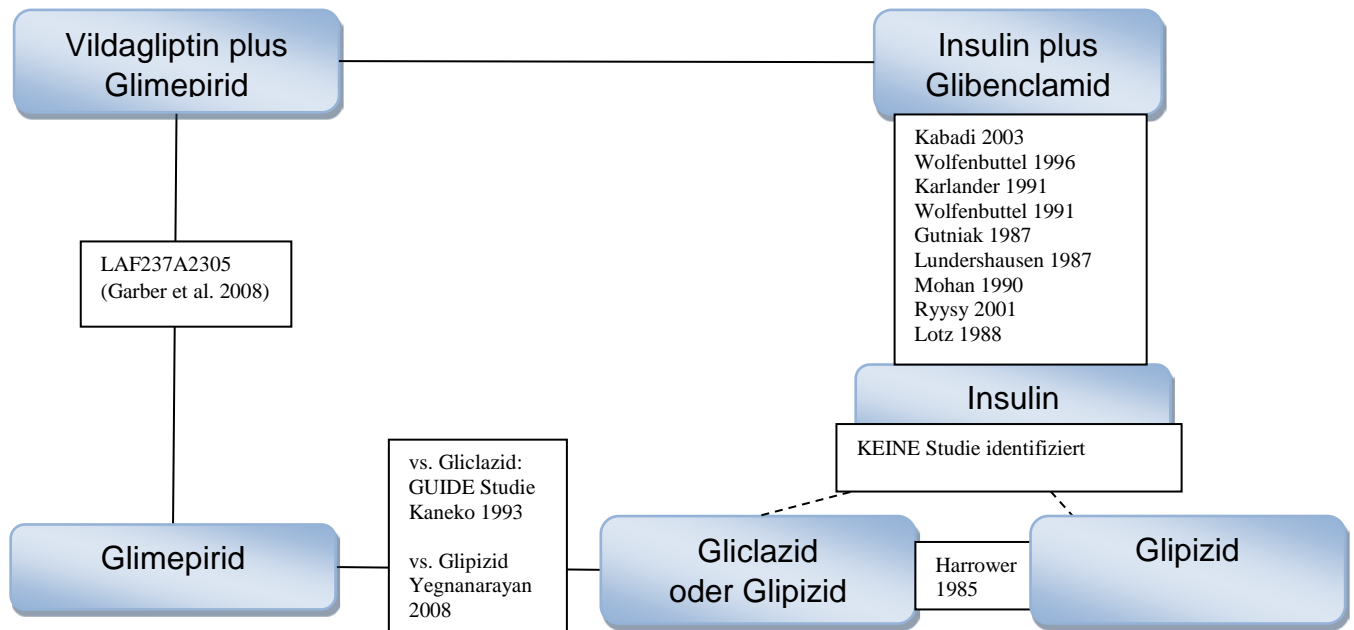 Vildagliptin plus
Glimepirid
Insulin plus
Glibenclamid
Kabadi 2003
Wolfenbuttel 1996
Karlander 1991
Wolfenbuttel 1991
Gutniak 1987
Lundershausen 1987
Mohan 1990
Ryysy 2001
Lotz 1988
LAF237A2305
(Garber et al. 2008)
Insulin
KEINE Studie identifiziert
vs. Gliclazid:
GUIDE Studie
Kaneko 1993
vs. Glipizid
Yegnanarayan
2008
Glimepirid
Gliclazid
oder Glipizid
Harrower
1985
Glipizid